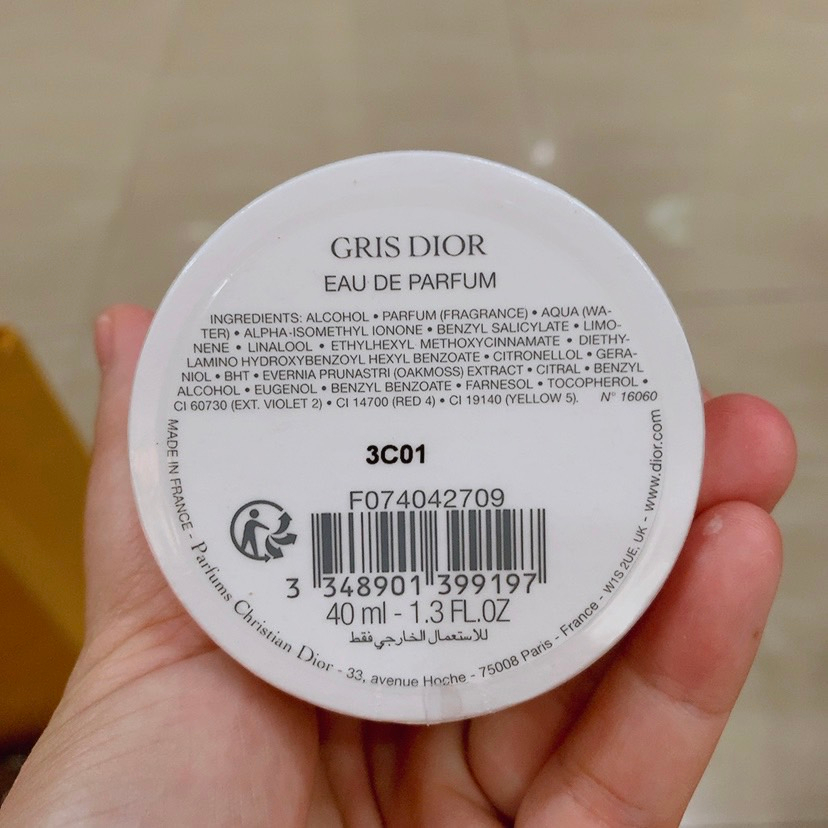 GRIS DIOR
EAU DE PARFUM
INGREDIENTS: ALCOHOL • PARFUM (FRAGRANCE) • AQUA (WA-
TER) • ALPHA-ISOMETHYL IONONE • BENZYL SALICYLATE • LIMO-
NENE • LINALOOL • ETHYLHEXYL METHOXYCINNAMATE • DIETHY-
LAMINO HYDROXYBENZOYL HEXYL BENZOATE • CITRONELLOL • GERA-
NIOL • BHT • EVERNIA PRUNASTRI (OAKMOSS) EXTRACT • CITRAL • BENZYL
ALCOHOL • EUGENOL • BENZYL BENZOATE • FARNESOL • TOCOPHEROL •
CI 60730 (EXT. VIOLET 2) • CI 14700 (RED 4) • CI 19140 (YELLOW 5). N° 16060
3C01
F074042709
3 348901 399197
40 ml - 1.3 FL.OZ
للاستعمال الخارجي فقط
MADE IN FRANCE - Parfums Christian Dior - 33, avenue Hoche - 75008 Paris - France - W1S 2UE. UK - www.dior.com